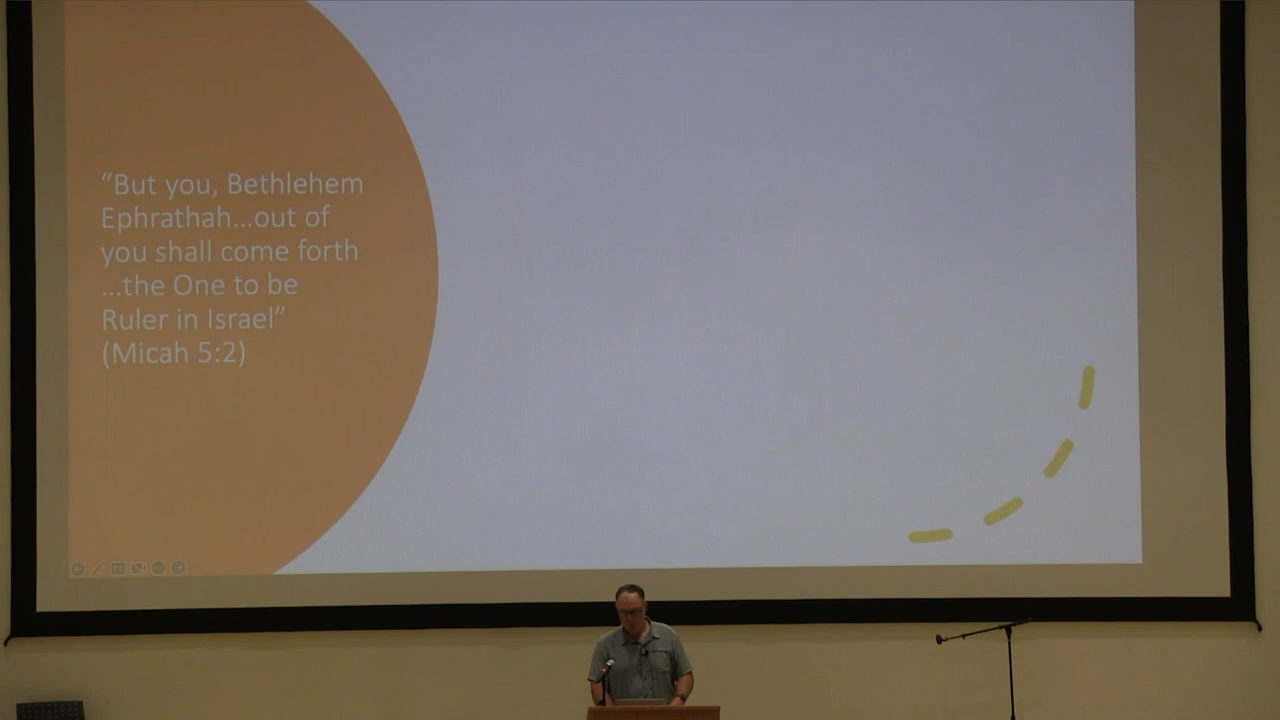 “But you, Bethlehem
Ephrathah...out of
you shall come forth
...the One to be
Ruler in Israel”
(Micah 5:2)